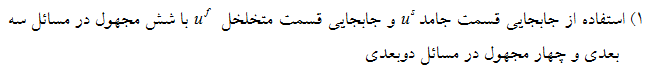 ۱) استفاده از جابجایی قسمت جامد u^s و جابجایی قسمت متخلخل u^f با شش مجهول در مسائل سه
بعدی و چهار مجهول در مسائل دوبعدی